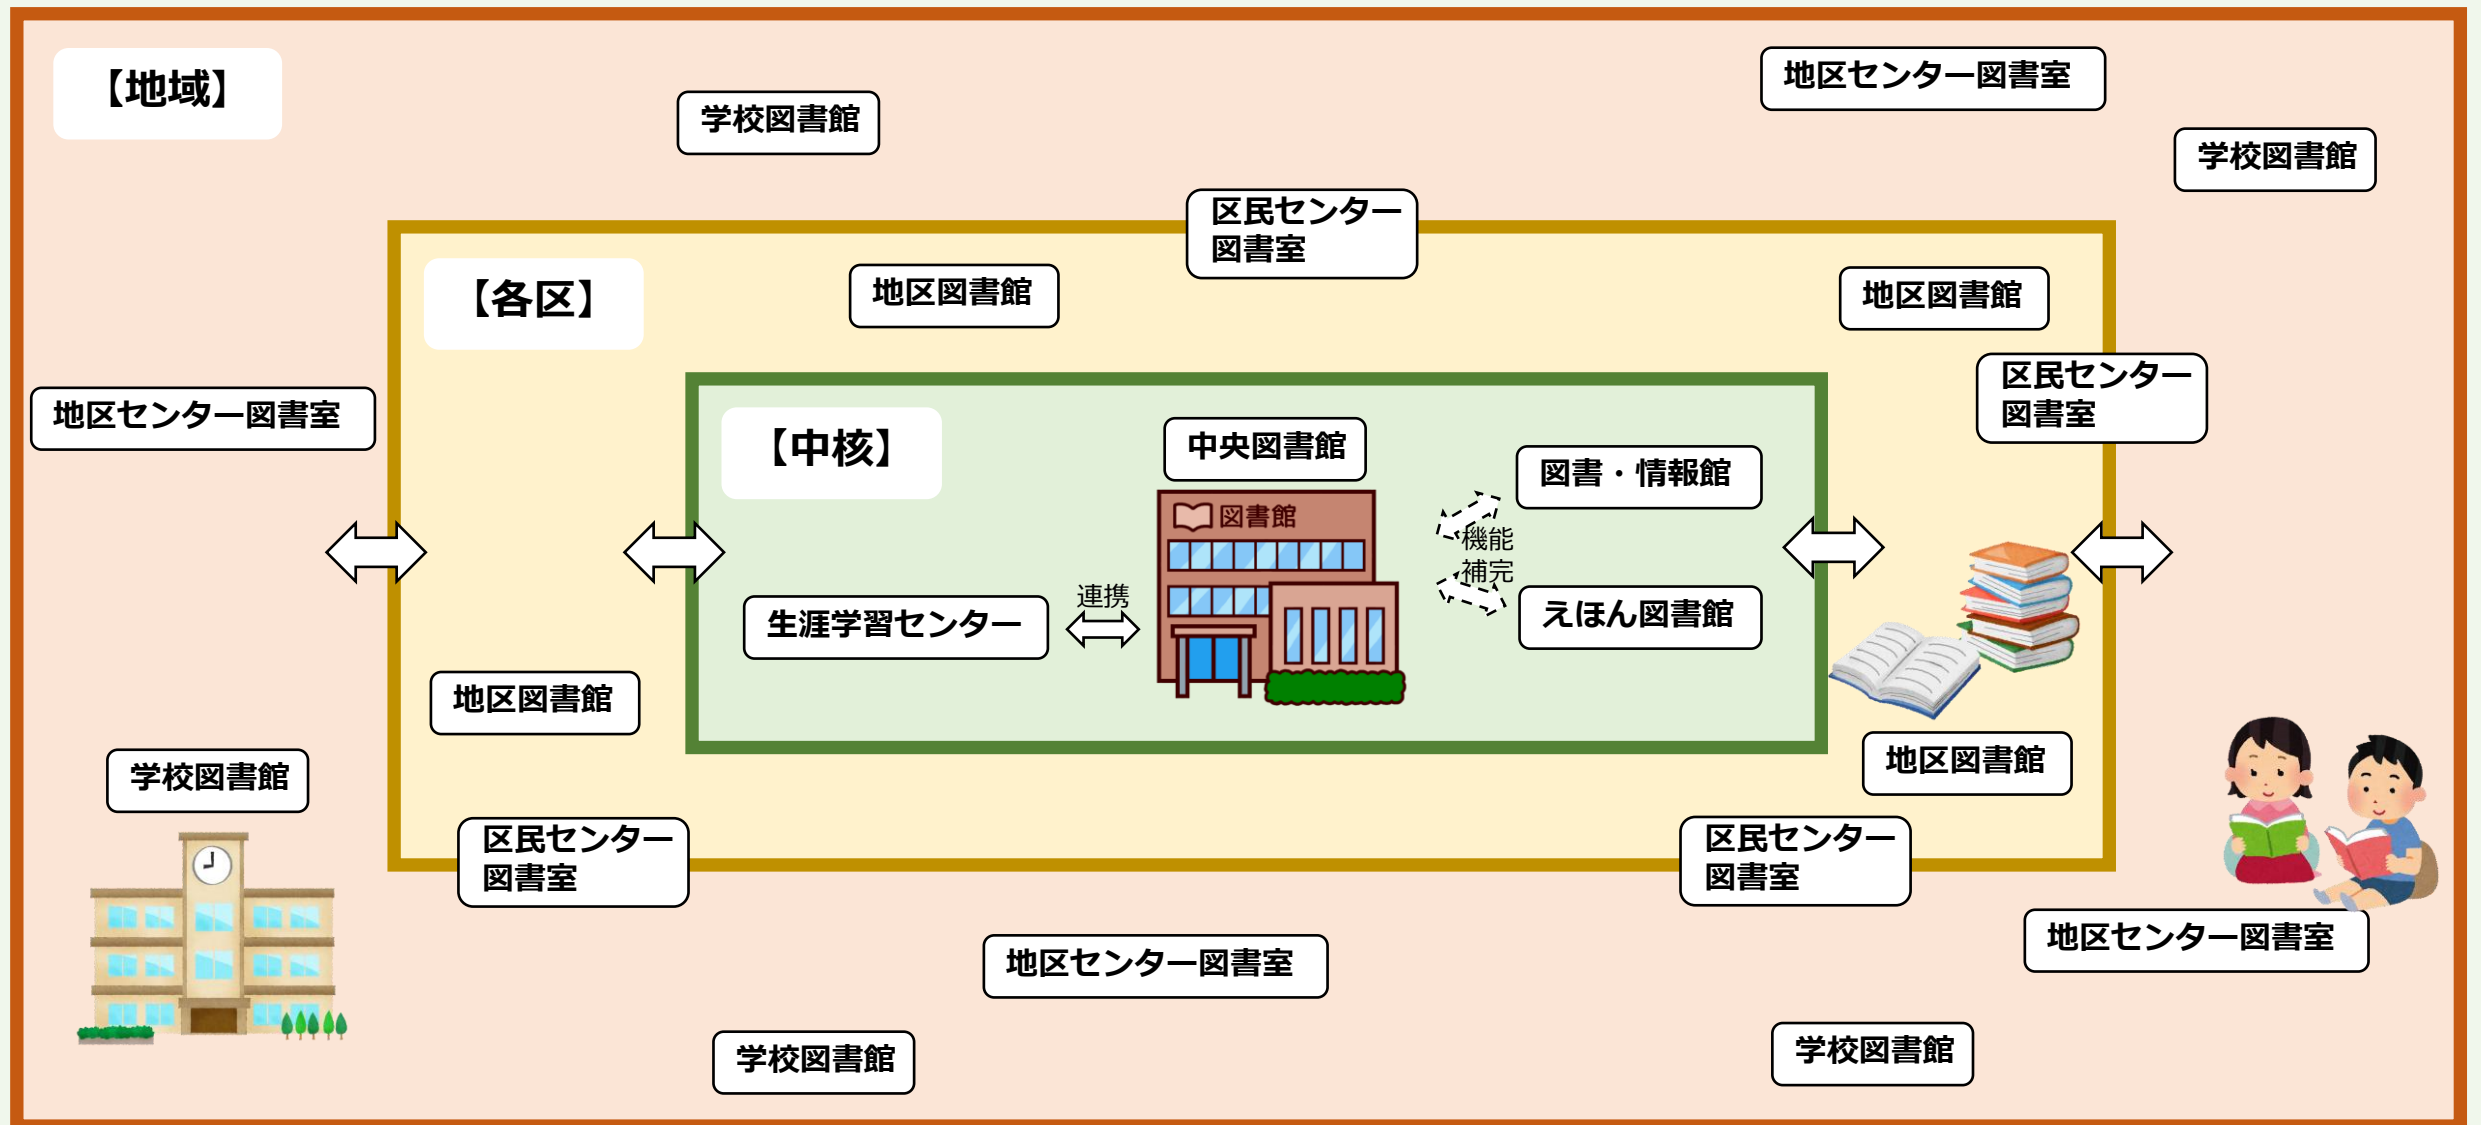 【地域】
学校図書館
地区センター図書室
学校図書館
区民センター
図書室
【各区】
地区図書館
地区図書館
区民センター
図書室
地区センター図書室
【中核】
中央図書館
図書・情報館
図書館
機能
補完
連携
生涯学習センター
えほん図書館
地区図書館
地区図書館
学校図書館
区民センター
図書室
区民センター
図書室
地区センター図書室
地区センター図書室
学校図書館
学校図書館